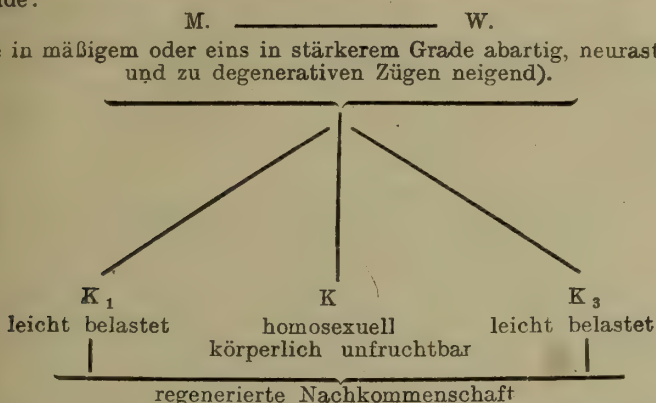 nde:
M. W.
e in mäßigem oder eins in stärkerem Grade abartig, neurast
und zu degenerativen Zügen neigend).
K₁ K K₃
leicht belastet homosexuell leicht belastet
körperlich unfruchtbar
regenerierte Nachkommenschaft